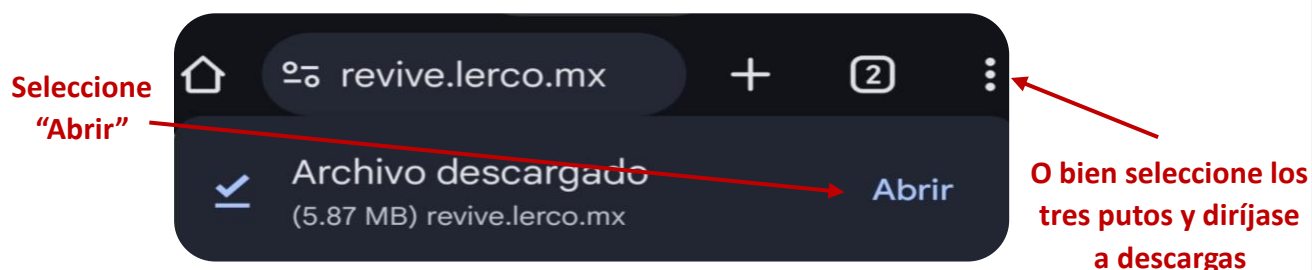 revive.lerco.mx
2
Seleccione
“Abrir”
Archivo descargado
(5.87 MB) revive.lerco.mx
Abrir
O bien seleccione los
tres putos y diríjase
a descargas